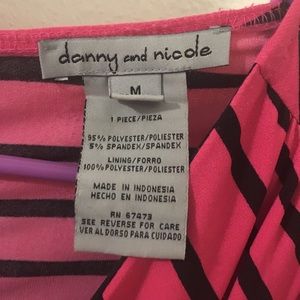 danny and nicole
M
1 PIECE/PIEZA
95% POLYESTER/POLIESTER
5% SPANDEX/SPANDEX
LINING/FORRO
100% POLYESTER/POLIESTER
MADE IN INDONESIA
HECHO EN INDONESIA
RN 67473
SEE REVERSE FOR CARE
VER AL DORSO PARA CUIDADO